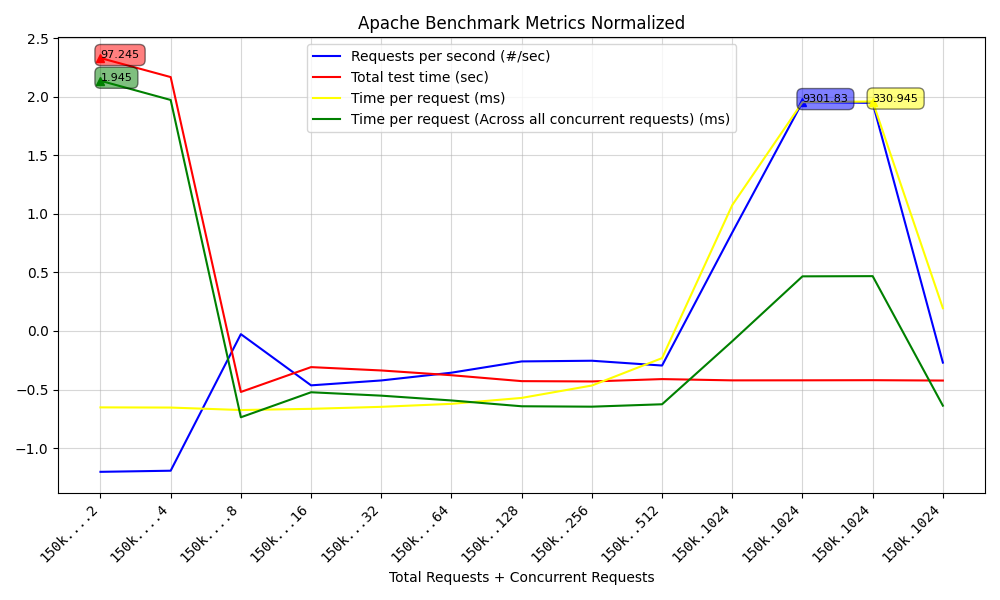 Apache Benchmark Metrics Normalized
2.5
2.0
1.5
1.0
0.5
0.0
−0.5
−1.0
97.245
1.945
9301.83
330.945
Requests per second (#/sec)
Total test time (sec)
Time per request (ms)
Time per request (Across all concurrent requests) (ms)
150k...2
150k...4
150k...8
150k...16
150k...32
150k...64
150k..128
150k..256
150k..512
150k.1024
150k.1024
150k.1024
150k.1024
Total Requests + Concurrent Requests